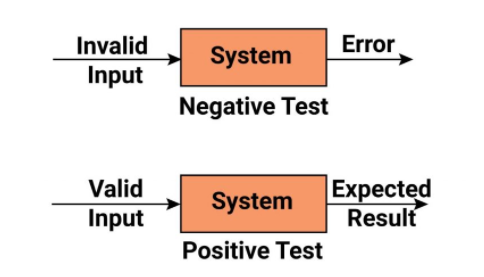 Invalid
Input
System
Error
Negative Test
Valid
Input
System
Expected
Result
Positive Test